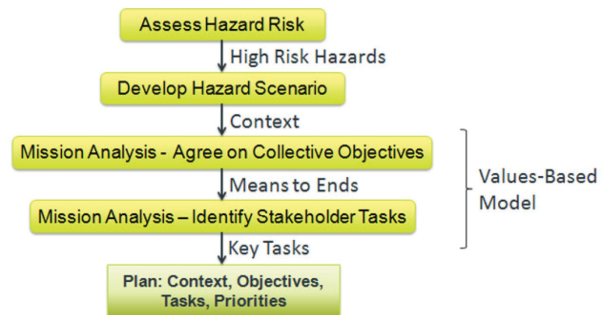 Assess Hazard Risk
High Risk Hazards
Develop Hazard Scenario
Context
Mission Analysis - Agree on Collective Objectives
Means to Ends
Values-Based
Model
Mission Analysis – Identify Stakeholder Tasks
Key Tasks
Plan: Context, Objectives,
Tasks, Priorities